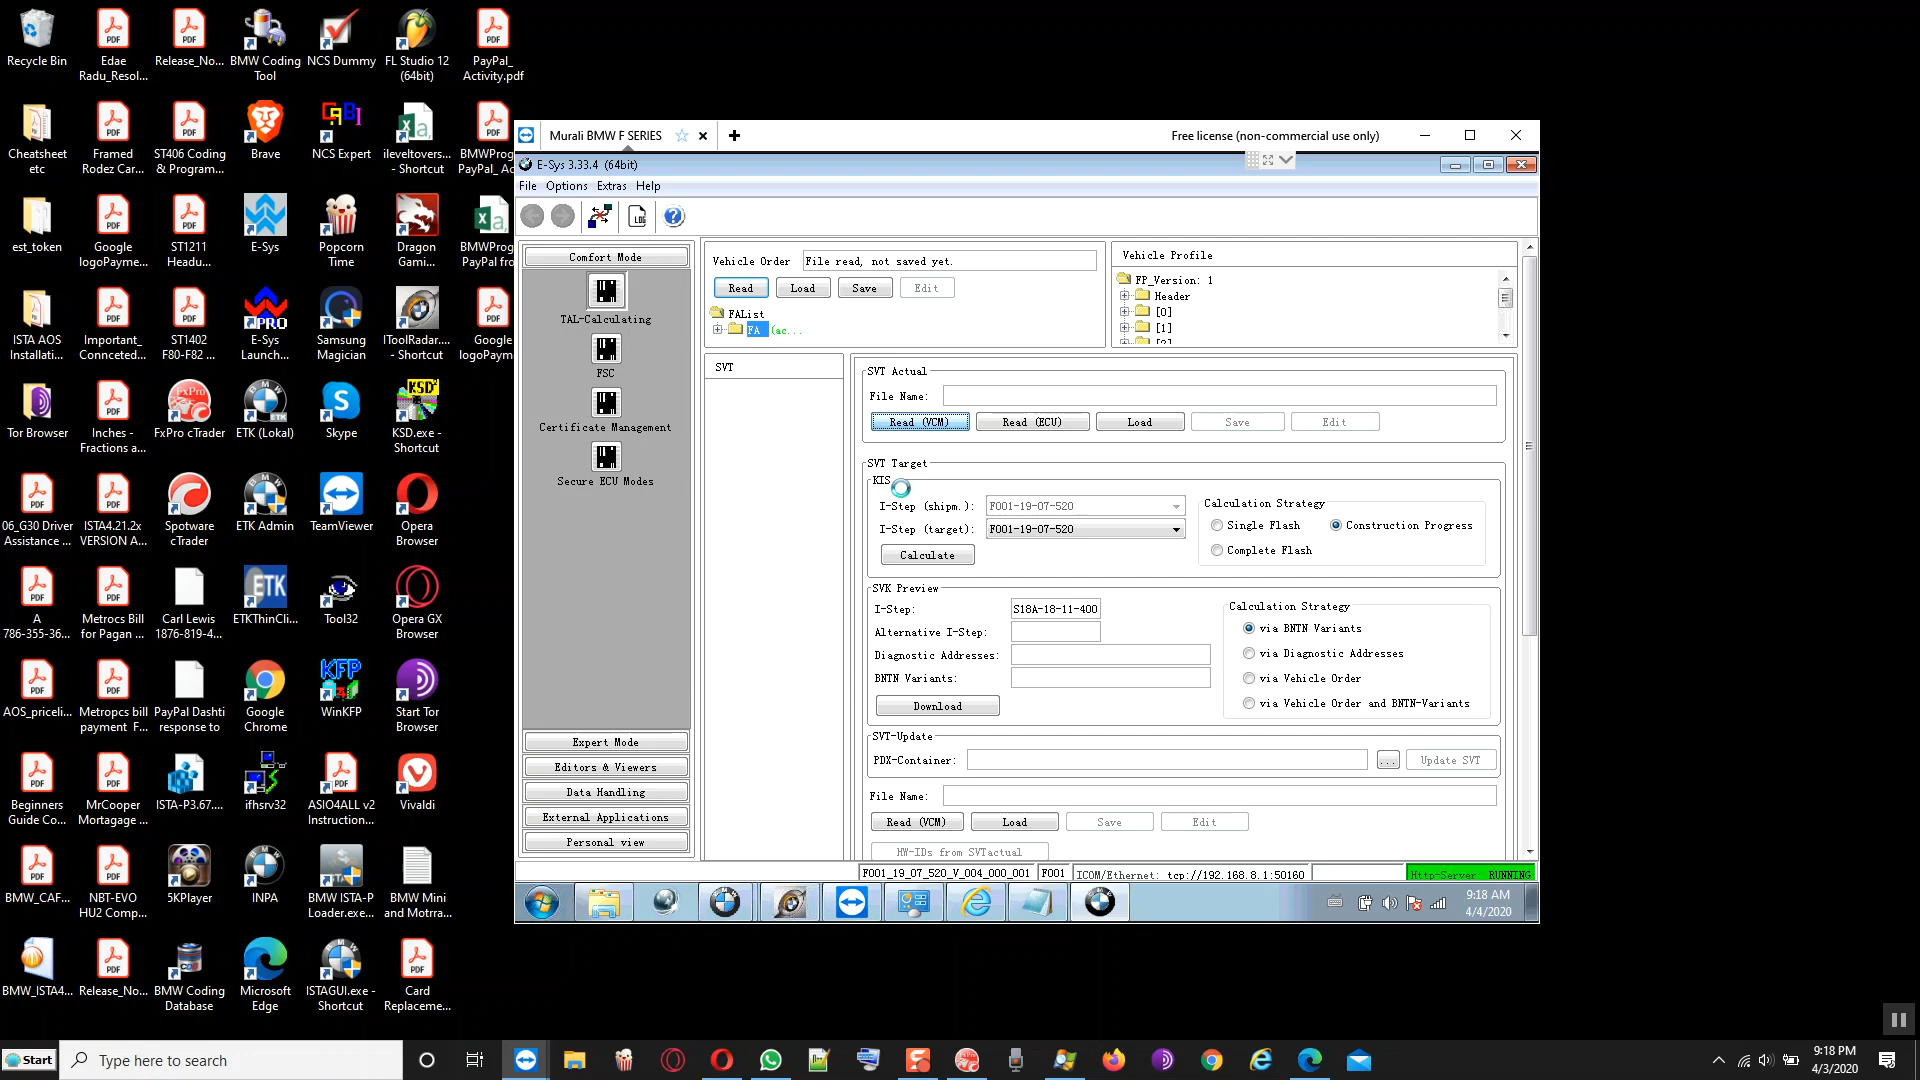 Recycle Bin
Edae
Radu_Resol...
Release_No...
BMW Coding
Tool
NCS Dummy
FL Studio 12
(64bit)
PayPal_
Activity.pdf
Cheatsheet
etc
Framed
Rodez Car...
ST406 Coding
& Program...
Brave
NCS Expert
ileveltovers...
- Shortcut
BMWProg
PayPal_ Ac
est_token
Google
logoPayme...
ST1211
Headu...
E-Sys
Popcorn
Time
Dragon
Gami...
BMWProg
PayPal fro
ISTA AOS
Installati...
Important_
Connceted...
ST1402
F80-F82 ...
E-Sys
Launch...
Samsung
Magician
IToolRadar....
- Shortcut
Google
logoPaym
Tor Browser
Inches -
Fractions a...
FxPro cTrader
ETK (Lokal)
Skype
KSD.exe -
Shortcut
06_G30 Driver
Assistance ...
ISTA4.21.2x
VERSION A...
Spotware
cTrader
ETK Admin
TeamViewer
Opera
Browser
A
786-355-36...
Metrocs Bill
for Pagan ...
Carl Lewis
1876-819-4...
ETKThinCli...
Tool32
Opera GX
Browser
AOS_priceli...
Metropcs bill
payment F...
PayPal Dashti
response to
Google
Chrome
WinKFP
Start Tor
Browser
Beginners
Guide Co...
MrCooper
Mortagage ...
ISTA-P3.67....
ifhsrv32
ASIO4ALL v2
Instruction...
Vivaldi
BMW_CAF...
NBT-EVO
HU2 Comp...
5KPlayer
INPA
BMW ISTA-P
Loader.exe...
BMW Mini
and Motrra...
BMW_ISTA4...
Release_No...
BMW Coding
Database
Microsoft
Edge
ISTAGUI.exe -
Shortcut
Card
Replaceme...
Murali BMW F SERIES
Free license (non-commercial use only)
E-Sys 3.33.4 (64bit)
File Options Extras Help
LOG
Comfort Mode
TAL-Calculating
FSC
Certificate Management
Secure ECU Modes
Expert Mode
Editors & Viewers
Data Handling
External Applications
Personal view
Vehicle Order
File read, not saved yet.
Read
Load
Save
Edit
FAList
FA (ac...
Vehicle Profile
FP_Version: 1
Header
[0]
[1]
SVT
SVT Actual
File Name:
Read (VCM)
Read (ECU)
Load
Save
Edit
SVT Target
KIS
I-Step (shipm.):
F001-19-07-520
I-Step (target):
F001-19-07-520
Calculate
Calculation Strategy
Single Flash
Construction Progress
Complete Flash
SVK Preview
I-Step:
S18A-18-11-400
Alternative I-Step:
Diagnostic Addresses:
BNTN Variants:
Download
Calculation Strategy
via BNTN Variants
via Diagnostic Addresses
via Vehicle Order
via Vehicle Order and BNTN-Variants
SVT-Update
PDX-Container:
...
Update SVT
File Name:
Read (VCM)
Load
Save
Edit
HW-IDs from SVTactual
F001_19_07_520_V_004_000_001
F001
ICOM/Ethernet: tcp://192.168.8.1:50160
Http-Server RUNNING
9:18 AM
4/4/2020
Start
Type here to search
9:18 PM
4/3/2020